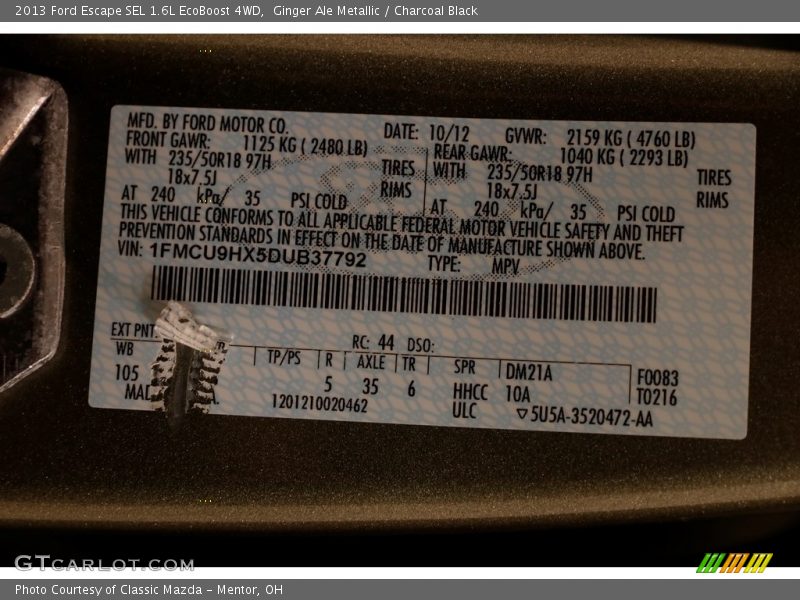 2013 Ford Escape SEL 1.6L EcoBoost 4WD, Ginger Ale Metallic / Charcoal Black
MFD. BY FORD MOTOR CO. DATE: 10/12 GVWR: 2159 KG ( 4760 LB)
FRONT GAWR: 1125 KG ( 2480 LB) REAR GAWR: 1040 KG ( 2293 LB)
WITH 235/50R18 97H TIRES WITH 235/50R18 97H TIRES
18x7.5J RIMS 18x7.5J RIMS
AT 240 kPa/ 35 PSI COLD AT 240 kPa/ 35 PSI COLD
THIS VEHICLE CONFORMS TO ALL APPLICABLE FEDERAL MOTOR VEHICLE SAFETY AND THEFT
PREVENTION STANDARDS IN EFFECT ON THE DATE OF MANUFACTURE SHOWN ABOVE.
VIN: 1FMCU9HX5DUB37792 TYPE: MPV
EXT PNT RC: 44 DSO:
WB TP/PS R AXLE TR SPR DM21A F0083
105 5 35 6 HHCC 10A T0216
MAD A. 1201210020462 ULC 5U5A-3520472-AA
GTCARLOT.COM
Photo Courtesy of Classic Mazda - Mentor, OH